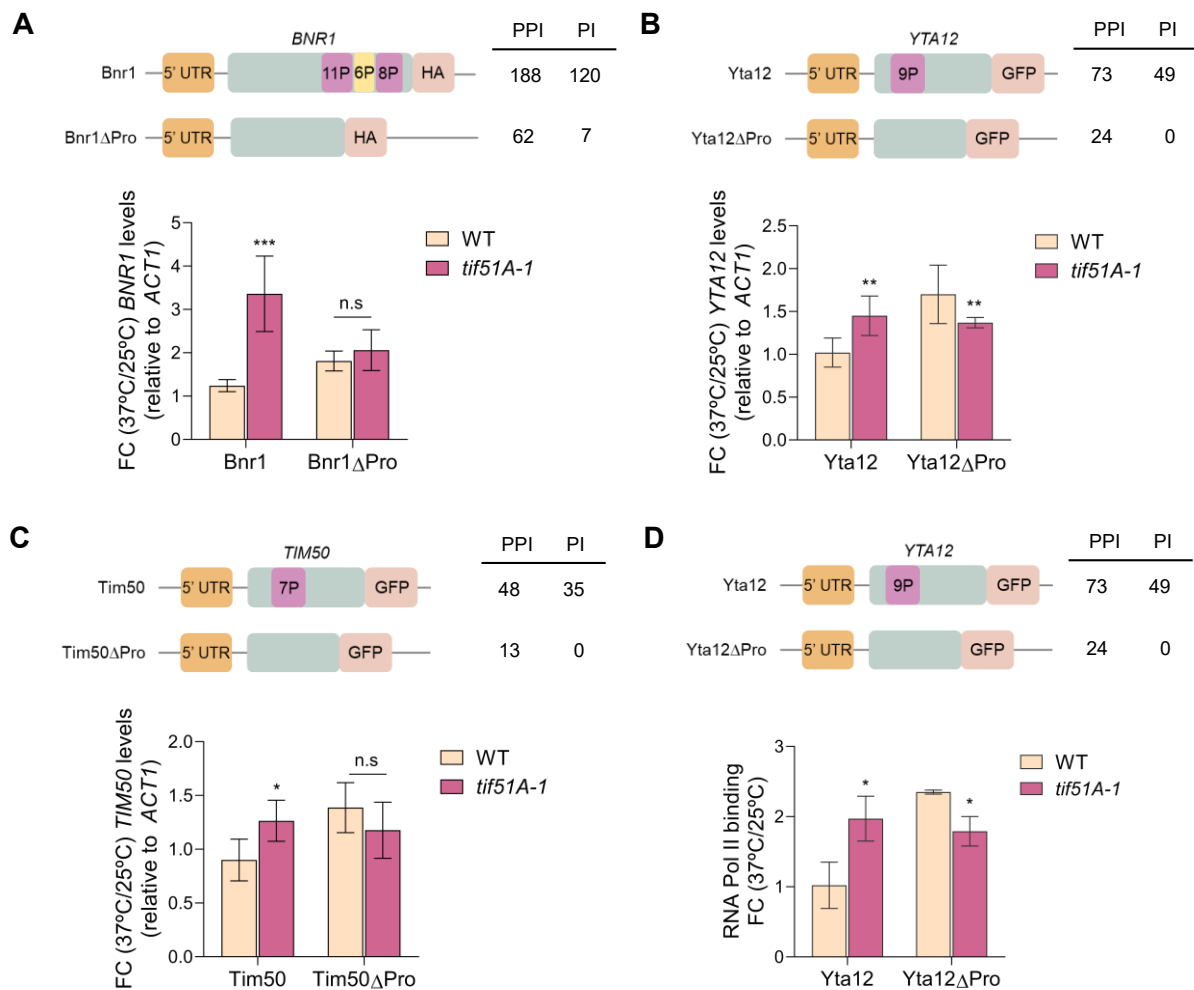 A
BNR1
PPI PI
Bnr1 5' UTR 11P 6P 8P HA 188 120
Bnr1ΔPro 5' UTR HA 62 7
FC (37ºC/25ºC) BNR1 levels
(relative to ACT1)
5
4
3
2
1
0
***
n.s
WT
tif51A-1
Bnr1 Bnr1ΔPro
B
YTA12
PPI PI
Yta12 5' UTR 9P GFP 73 49
Yta12ΔPro 5' UTR GFP 24 0
FC (37ºC/25ºC) YTA12 levels
(relative to ACT1)
2.5
2.0
1.5
1.0
0.5
0.0
**
**
WT
tif51A-1
Yta12 Yta12ΔPro
C
TIM50
PPI PI
Tim50 5' UTR 7P GFP 48 35
Tim50ΔPro 5' UTR GFP 13 0
FC (37ºC/25ºC) TIM50 levels
(relative to ACT1)
2.0
1.5
1.0
0.5
0.0
*
n.s
WT
tif51A-1
Tim50 Tim50ΔPro
D
YTA12
PPI PI
Yta12 5' UTR 9P GFP 73 49
Yta12ΔPro 5' UTR GFP 24 0
RNA Pol II binding
FC (37ºC/25ºC)
3
2
1
0
*
*
WT
tif51A-1
Yta12 Yta12ΔPro